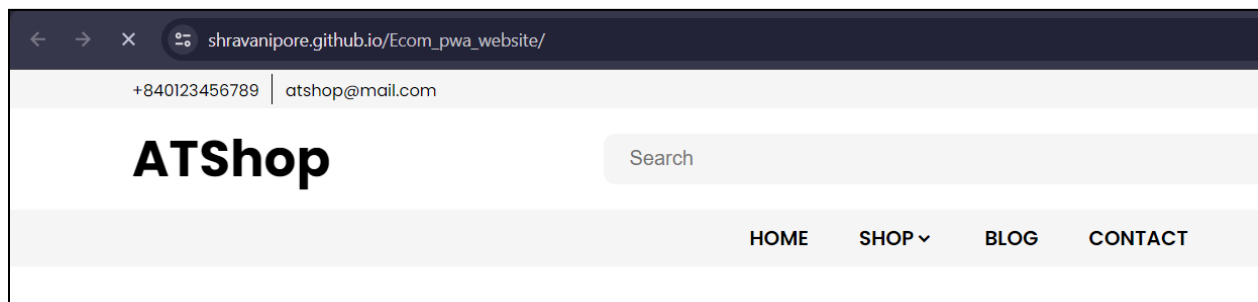 shravanipore.github.io/Ecom_pwa_website/
+840123456789 atshop@mail.com
ATShop
Search
HOME SHOP BLOG CONTACT